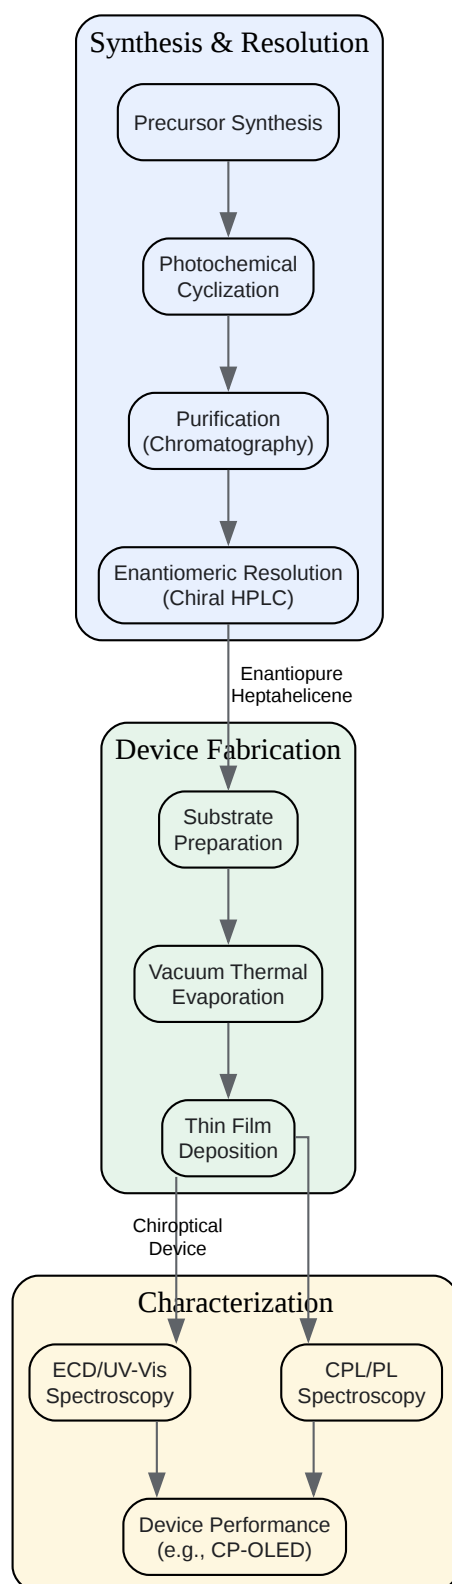 Synthesis & Resolution
Precursor Synthesis
Photochemical
Cyclization
Purification
(Chromatography)
Enantiomeric Resolution
(Chiral HPLC)
Enantiopure
Heptahelicene
Device Fabrication
Substrate
Preparation
Vacuum Thermal
Evaporation
Thin Film
Deposition
Chiroptical
Device
Characterization
ECD/UV-Vis
Spectroscopy
CPL/PL
Spectroscopy
Device Performance
(e.g., CP-OLED)